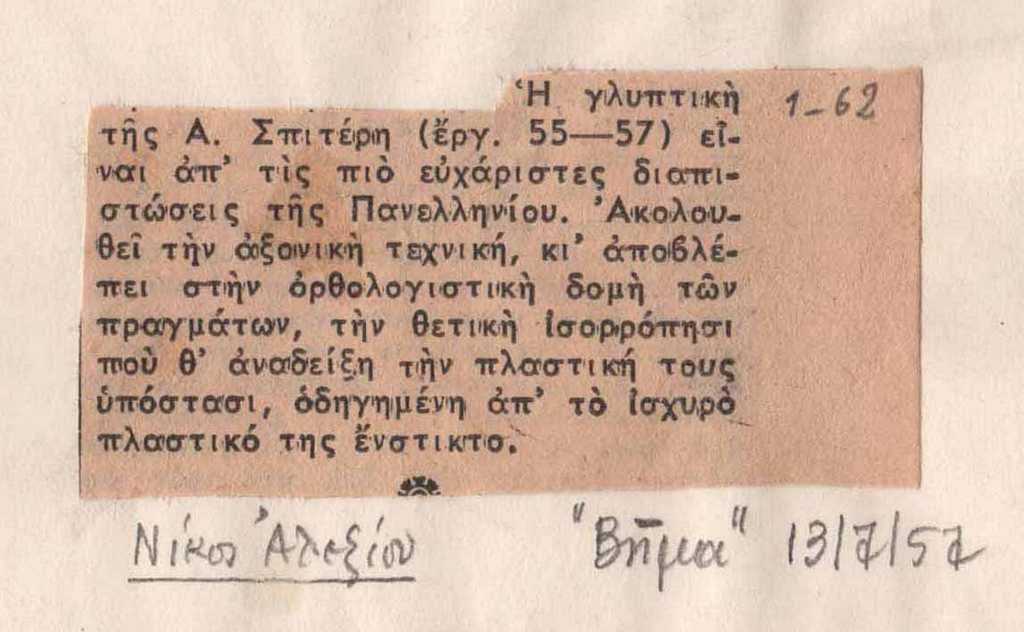 Ἡ γλυπτικὴ 1-62
τῆς Α. Σπιτέρη (ἔργ. 55—57) εἶ-
ναι ἀπ' τὶς πιὸ εὐχάριστες διαπι-
στώσεις τῆς Πανελληνίου. Ἀκολου-
θεῖ τὴν ἀξονικὴ τεχνική, κι' ἀποβλέ-
πει στὴν ὀρθολογιστικὴ δομὴ τῶν
πραγμάτων, τὴν θετικὴ ἰσορρόπησι
ποὺ θ' ἀναδείξη τὴν πλαστική τους
ὑπόστασι, ὁδηγημένη ἀπ' τὸ ἰσχυρὸ
πλαστικό της ἔνστικτο.
Νίκος Ἀλεξίου "Βῆμα" 13/7/57